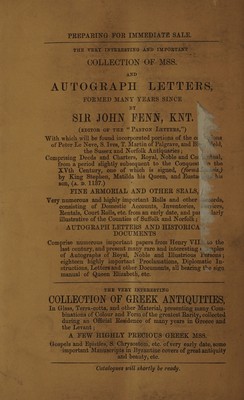 PREPARING FOR IMMEDIATE SALE.
THE VERY INTERESTING AND IMPORTANT
COLLECTION OF MSS.
AND
AUTOGRAPH LETTERS,
FORMED MANY YEARS SINCE
BY
SIR JOHN FENN, KNT.
(EDITOR OF THE "PASTON LETTERS,")
With which will be found incorporated portions of the
of Peter Le Neve, S. Ives, T. Martin of Palgrave, and
the Sussex and Norfolk Antiquaries;
Comprising Deeds and Charters, Royal, Noble and
from a period slightly subsequent to the Conquest
XVth Century, one of which is signed,
by King Stephen, Matilda his Queen, and Eustace
son, (A. D. 1137.)
FINE ARMORIAL AND OTHER SEALS,
Very numerous and highly important Rolls and other
consisting of Domestic Accounts, Inventories,
Rentals, Court Rolls, etc. from an early date, and
illustrative of the Counties of Suffolk and Norfolk
AUTOGRAPH LETTERS AND HISTORICAL
DOCUMENTS
Comprise numerous important papers from Henry the
last century, and present many rare and interesting
of Autographs of Royal, Noble and Illustrious Persons;
eighteen highly important Proclamations, Diplomatic In-
structions, Letters and other Documents, all bearing the sign
manual of Queen Elizabeth, etc.
THE VERY INTERESTING
COLLECTION OF GREEK ANTIQUITIES,
In Glass, Terra-cotta, and other Material, presenting many Com-
binations of Colour and Form of the greatest Rarity, collected
during an Official Residence of many years in Greece and
the Levant;
A FEW HIGHLY PRECIOUS GREEK MSS.
Gospels and Epistles, S. Chrysostom, etc. of very early date, some
important Manuscripts in Byzantine covers of great antiquity
and beauty, etc.
Catalogues will shortly be ready.